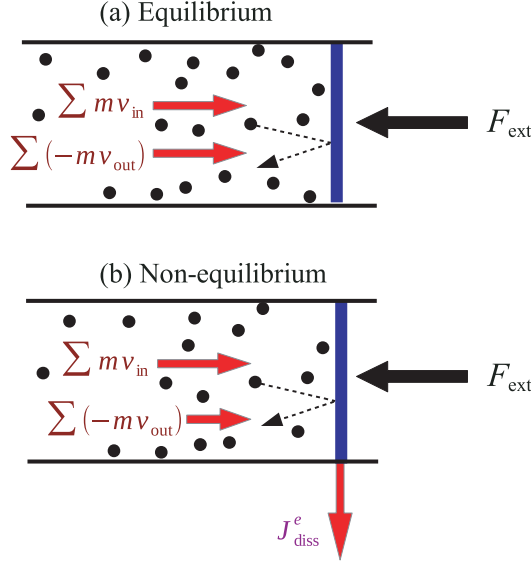 (a) Equilibrium
∑ mv_in
∑ (−mv_out)
F_ext
(b) Non-equilibrium
∑ mv_in
∑ (−mv_out)
F_ext
J^e_diss